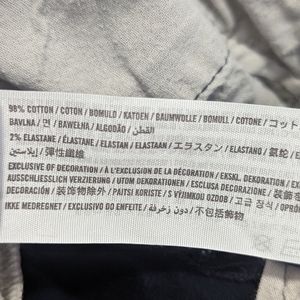 98% COTTON / COTON / BOMULD / KATOEN / BAUMWOLLE / BOMULL / COTONE / コット
BAVLNA / 면 / BAWEŁNA / ALGODÃO / القطن /
2% ELASTANE / ÉLASTANE / ELASTAN / エラスタン / ELASTANO / 氨纶 /
إيلاستين / 彈性纖維
EXCLUSIVE OF DECORATION / À L'EXCLUSION DE LA DÉCORATION / EKSKL. DEKORATION /
AUSSCHLIESSLICH VERZIERUNG / UTOM DEKORATIONEN / ESCLUSE DECORAZIONI /
DECORACIÓN / 装饰物除外 / PAITSI KORISTE / S VÝJIMKOU OZDOB / 고급 장식 / OPRÓC
IKKE MEDREGNET / EXCLUSIVO DO ENFEITE / دون زخرفة / 不包括飾物